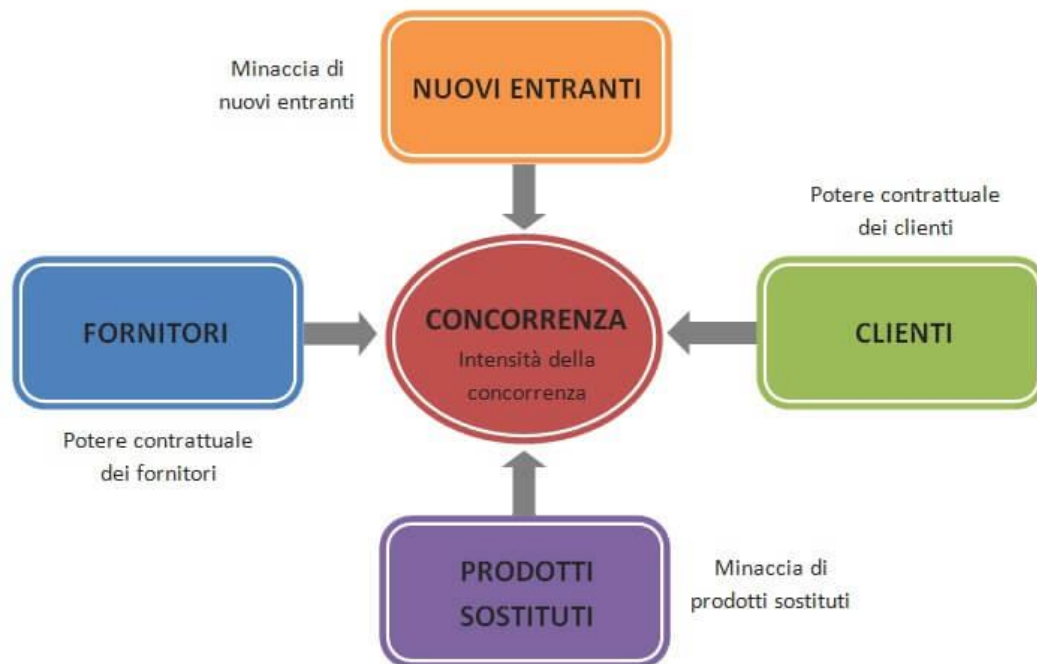 Minaccia di
nuovi entranti
NUOVI ENTRANTI
Potere contrattuale
dei clienti
FORNITORI
CONCORRENZA
Intensità della
concorrenza
CLIENTI
Potere contrattuale
dei fornitori
PRODOTTI
SOSTITUTI
Minaccia di
prodotti sostituti